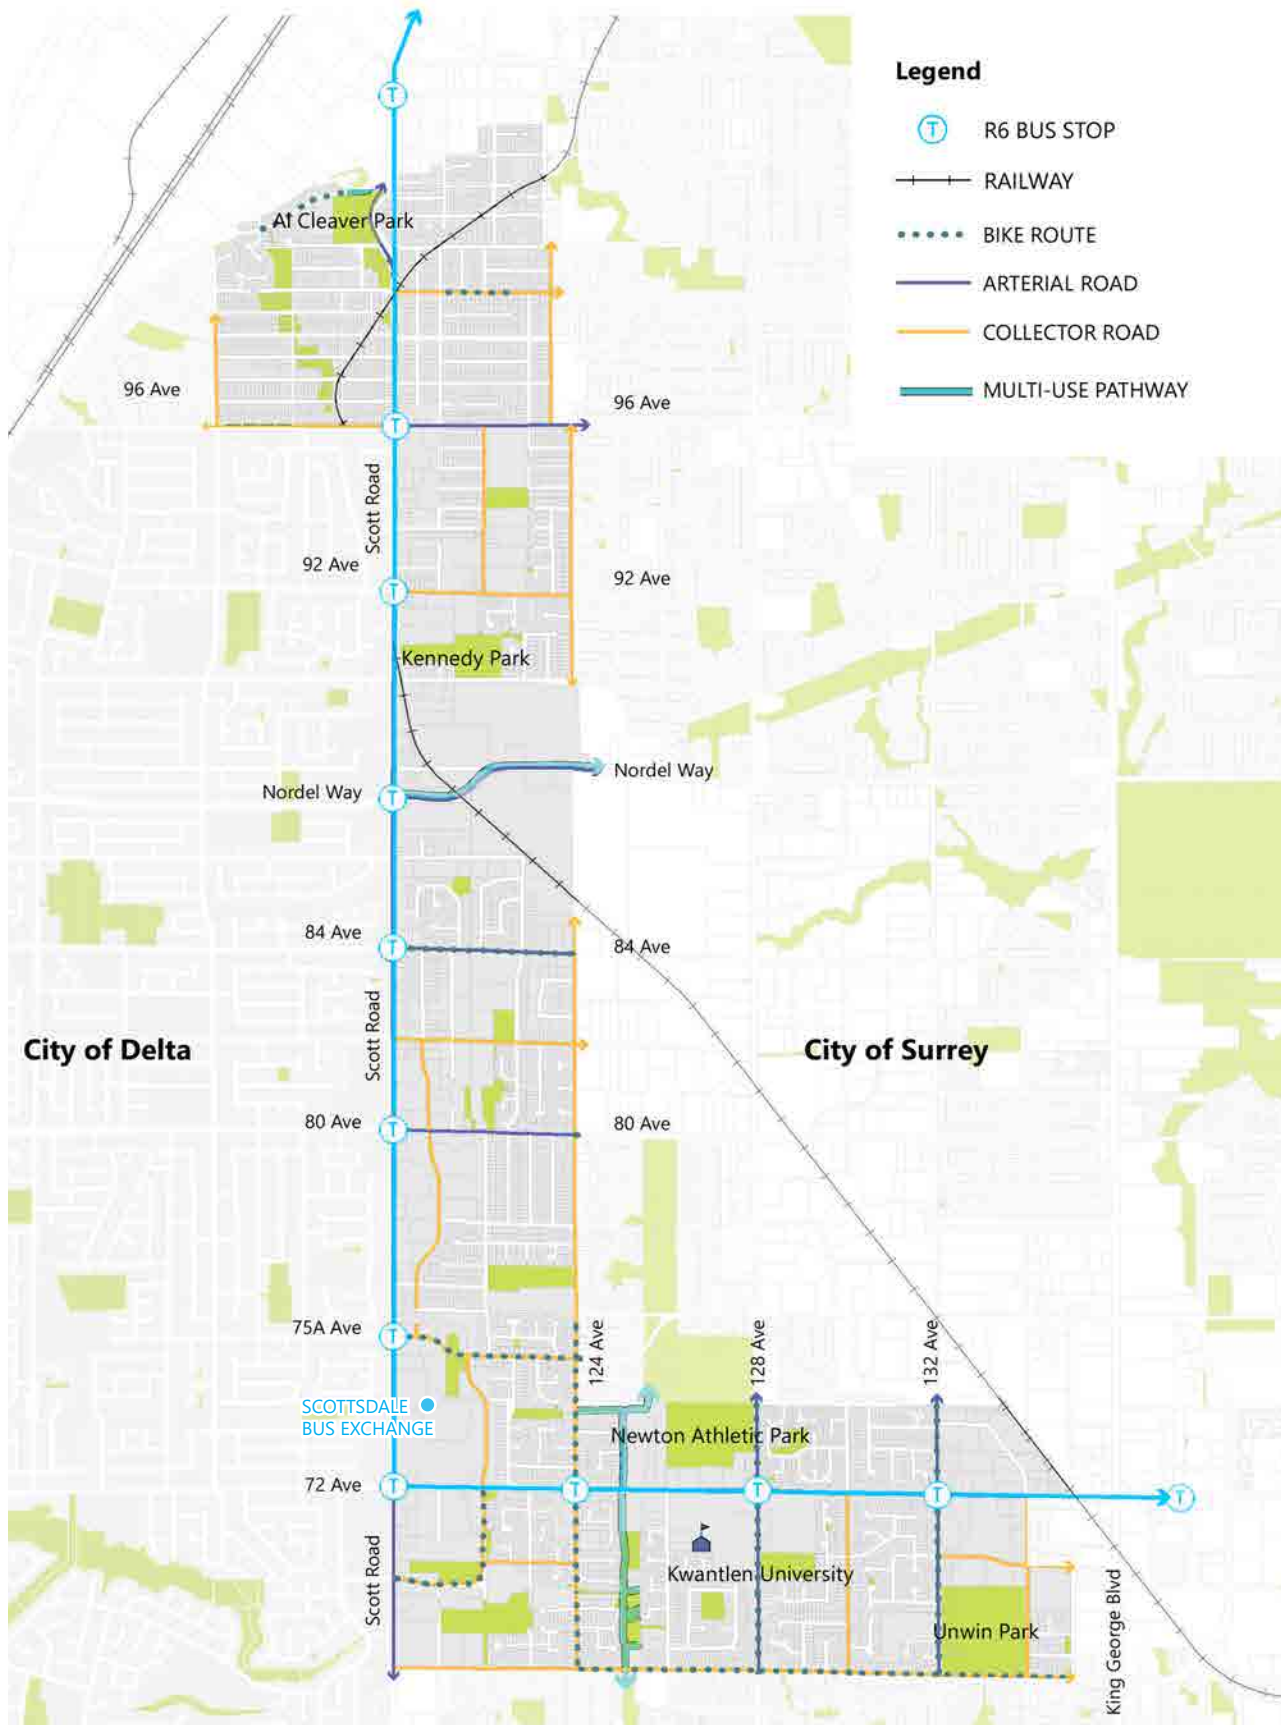 Legend
T
R6 BUS STOP
RAILWAY
BIKE ROUTE
ARTERIAL ROAD
COLLECTOR ROAD
MULTI-USE PATHWAY
T
Al Cleaver Park
96 Ave
96 Ave
T
Scott Road
92 Ave
92 Ave
T
Kennedy Park
Nordel Way
Nordel Way
T
84 Ave
84 Ave
T
Scott Road
City of Delta
City of Surrey
80 Ave
80 Ave
T
75A Ave
T
124 Ave
128 Ave
132 Ave
SCOTTSDALE
BUS EXCHANGE
Newton Athletic Park
72 Ave
T
T
T
T
T
Scott Road
Kwantlen University
Unwin Park
King George Blvd